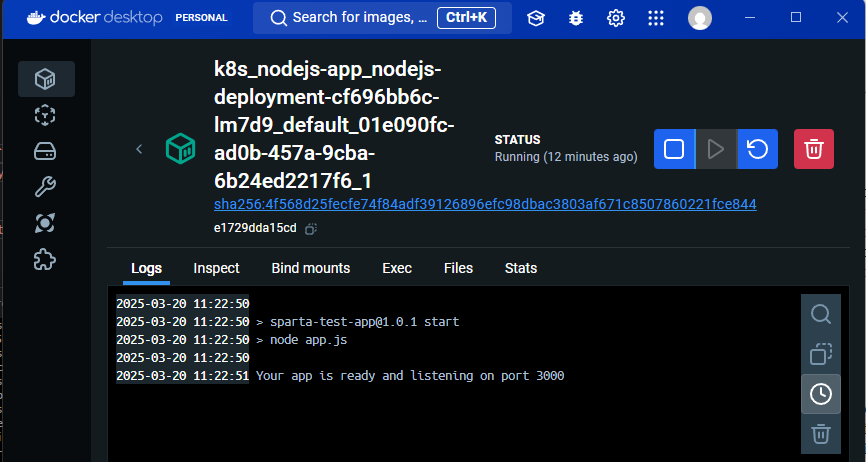 docker desktop PERSONAL Search for images, ... Ctrl+K
k8s_nodejs-app_nodejs-
deployment-cf696bb6c-
lm7d9_default_01e090fc-
ad0b-457a-9cba-
6b24ed2217f6_1
STATUS
Running (12 minutes ago)
sha256:4f568d25fecfe74f84adf39126896efc98dbac3803af671c8507860221fce844
e1729dda15cd
Logs Inspect Bind mounts Exec Files Stats
2025-03-20 11:22:50
2025-03-20 11:22:50 > sparta-test-app@1.0.1 start
2025-03-20 11:22:50 > node app.js
2025-03-20 11:22:50
2025-03-20 11:22:51 Your app is ready and listening on port 3000